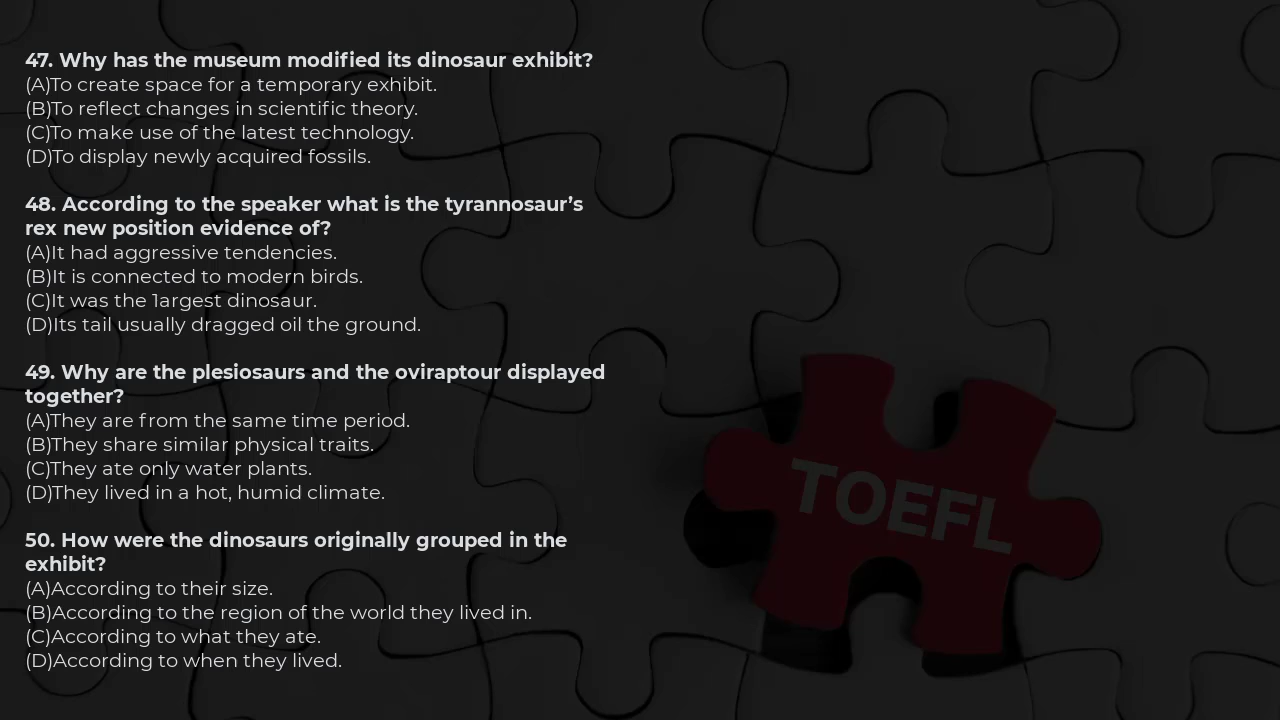 47. Why has the museum modified its dinosaur exhibit?
(A)To create space for a temporary exhibit.
(B)To reflect changes in scientific theory.
(C)To make use of the latest technology.
(D)To display newly acquired fossils.
48. According to the speaker what is the tyrannosaur’s
rex new position evidence of?
(A)It had aggressive tendencies.
(B)It is connected to modern birds.
(C)It was the 1argest dinosaur.
(D)Its tail usually dragged oil the ground.
49. Why are the plesiosaurs and the oviraptour displayed
together?
(A)They are from the same time period.
(B)They share similar physical traits.
(C)They ate only water plants.
(D)They lived in a hot, humid climate.
50. How were the dinosaurs originally grouped in the
exhibit?
(A)According to their size.
(B)According to the region of the world they lived in.
(C)According to what they ate.
(D)According to when they lived.
TOEFL